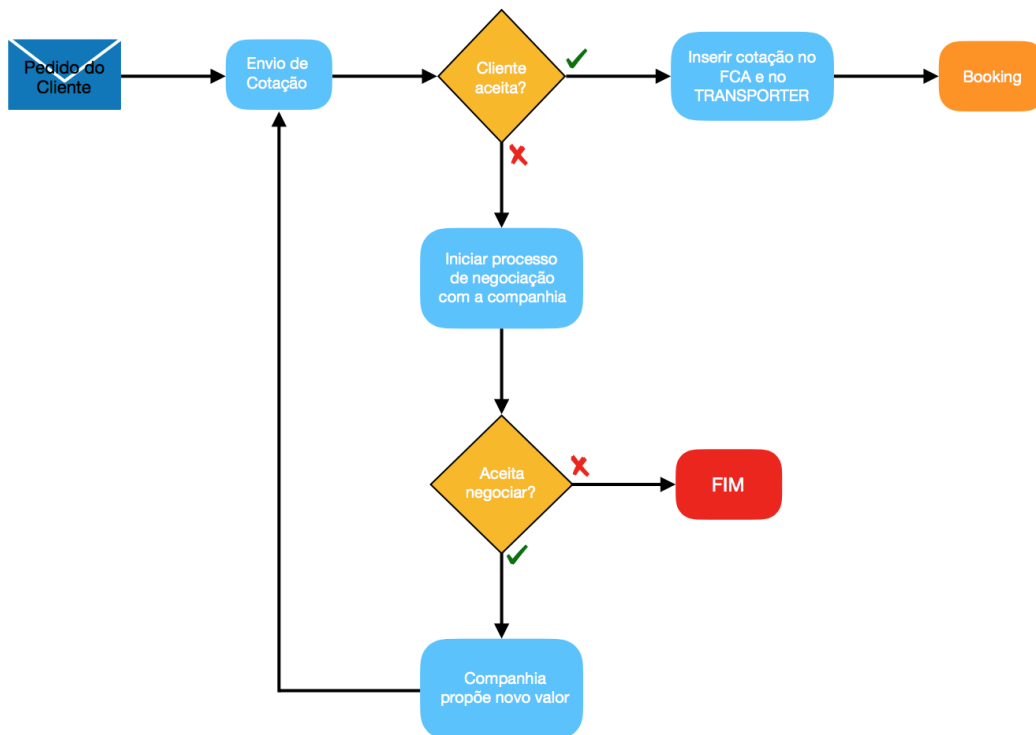 Pedido do
Cliente
Envio de
Cotação
Cliente
aceita?
Inserir cotação no
FCA e no
TRANSPORTER
Booking
Iniciar processo
de negociação
com a companhia
Aceita
negociar?
FIM
Companhia
propõe novo valor